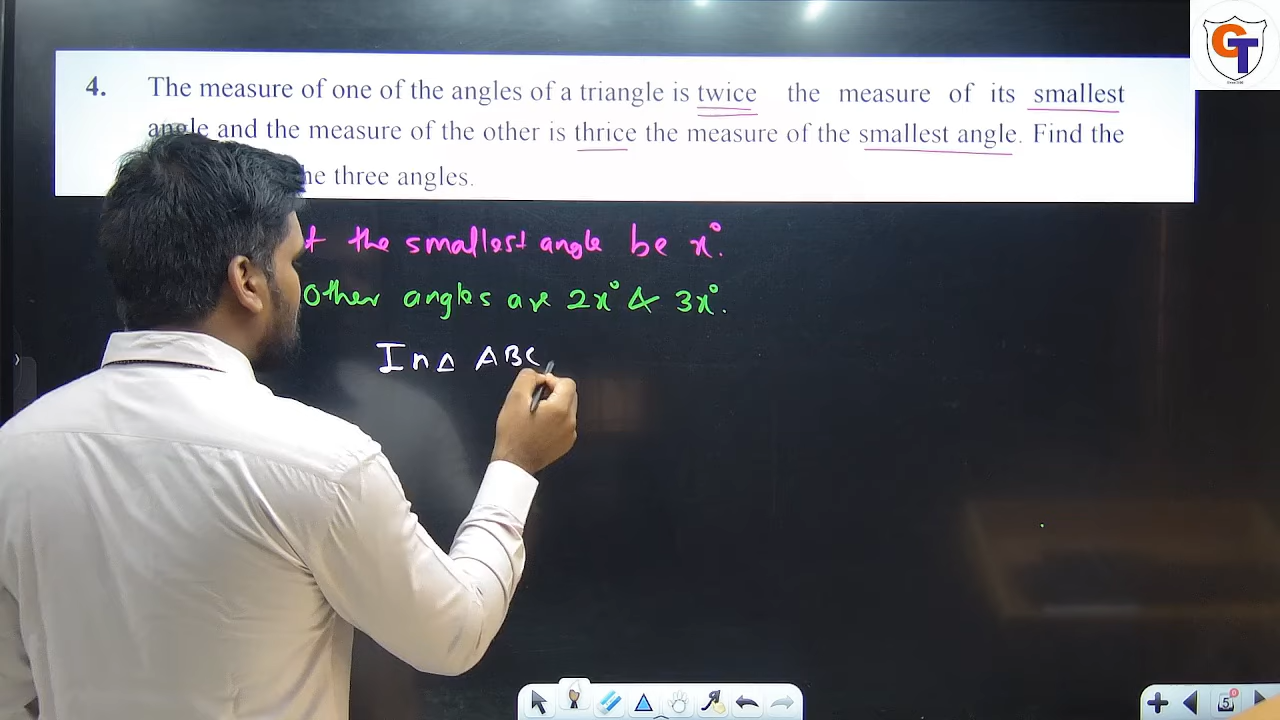 4. The measure of one of the angles of a triangle is twice the measure of its smallest
angle and the measure of the other is thrice the measure of the smallest angle. Find the
the three angles.
the smallest angle be x°.
Other angles are 2x° & 3x°.
In Δ ABC
GT
5